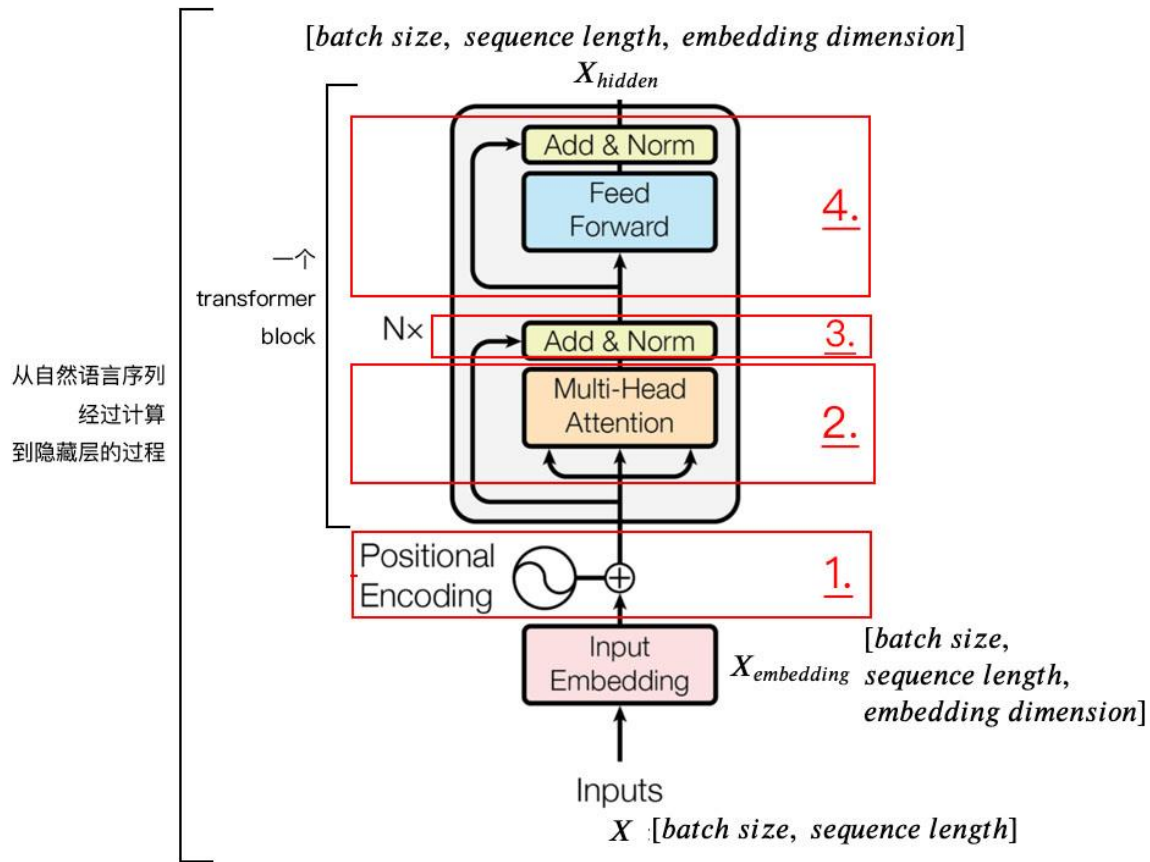 [batch size, sequence length, embedding dimension]
X_hidden
Add & Norm
Feed
Forward
4.
一个
transformer
block
N×
Add & Norm
3.
从自然语言序列
经过计算
到隐藏层的过程
Multi-Head
Attention
2.
Positional
Encoding
1.
Input
Embedding
X_embedding
[batch size,
sequence length,
embedding dimension]
Inputs
X : [batch size, sequence length]